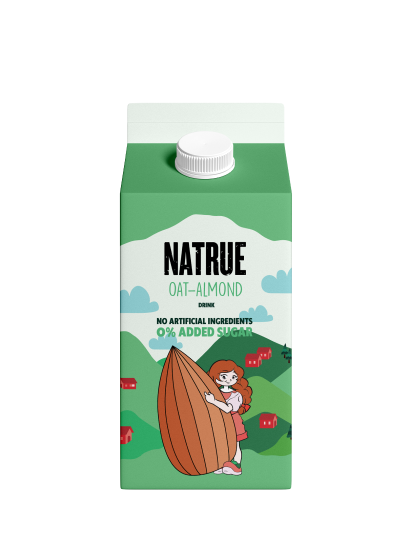 NATRUE
OAT-ALMOND
DRINK
NO ARTIFICIAL INGREDIENTS
0% ADDED SUGAR